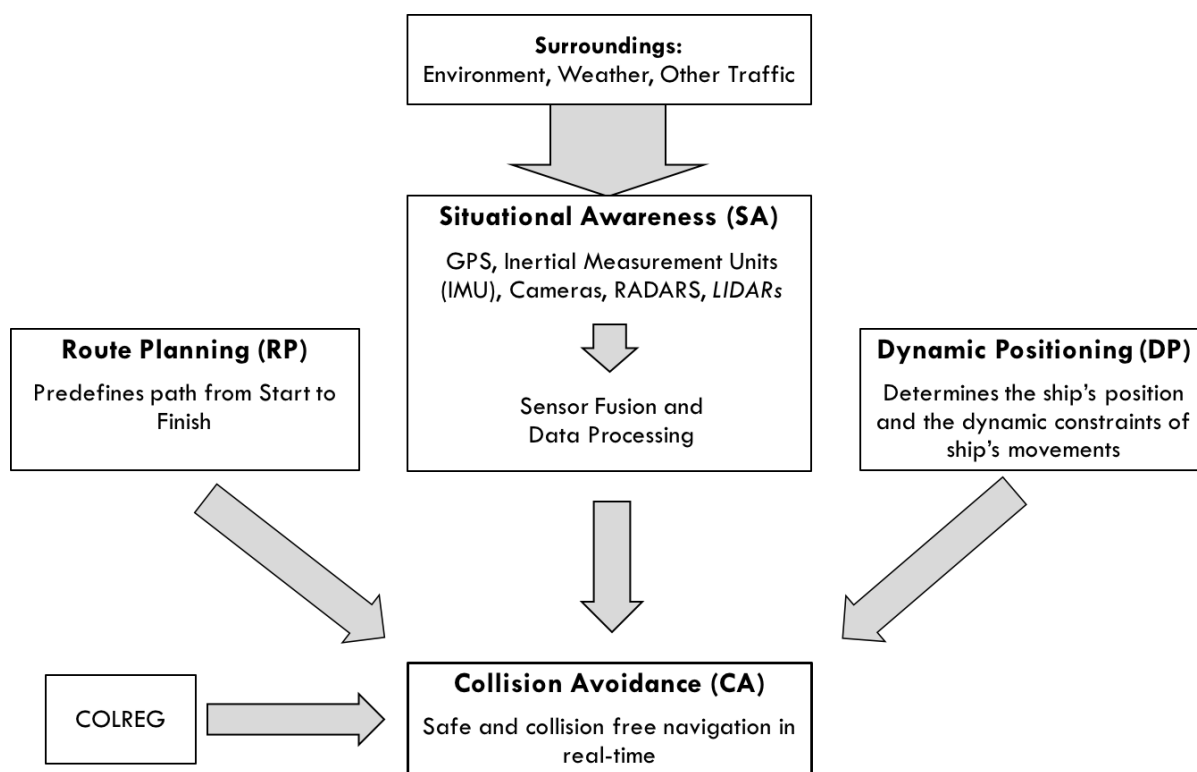 Surroundings:
Environment, Weather, Other Traffic
Situational Awareness (SA)
GPS, Inertial Measurement Units
(IMU), Cameras, RADARS, LIDARs
Sensor Fusion and
Data Processing
Route Planning (RP)
Predefines path from Start to
Finish
Dynamic Positioning (DP)
Determines the ship's position
and the dynamic constraints of
ship's movements
COLREG
Collision Avoidance (CA)
Safe and collision free navigation in
real-time